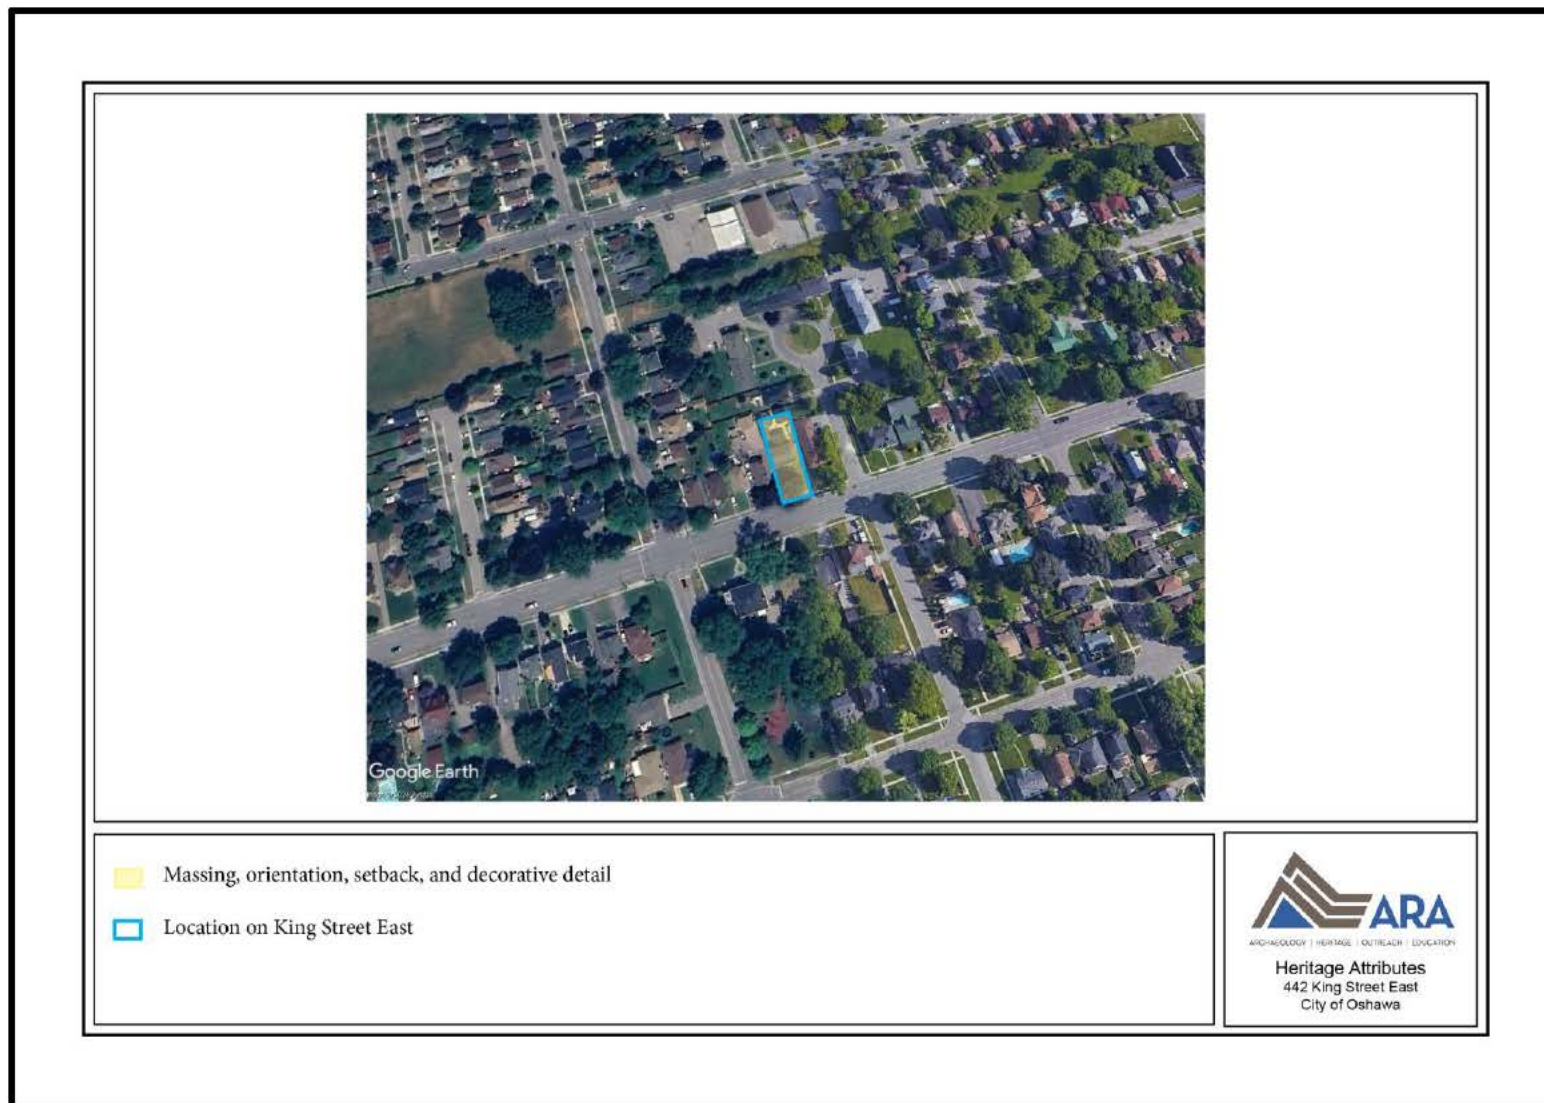 Google Earth
Massing, orientation, setback, and decorative detail
Location on King Street East
ARA
ARCHAEOLOGY | HERITAGE | OUTREACH | EDUCATION
Heritage Attributes
442 King Street East
City of Oshawa